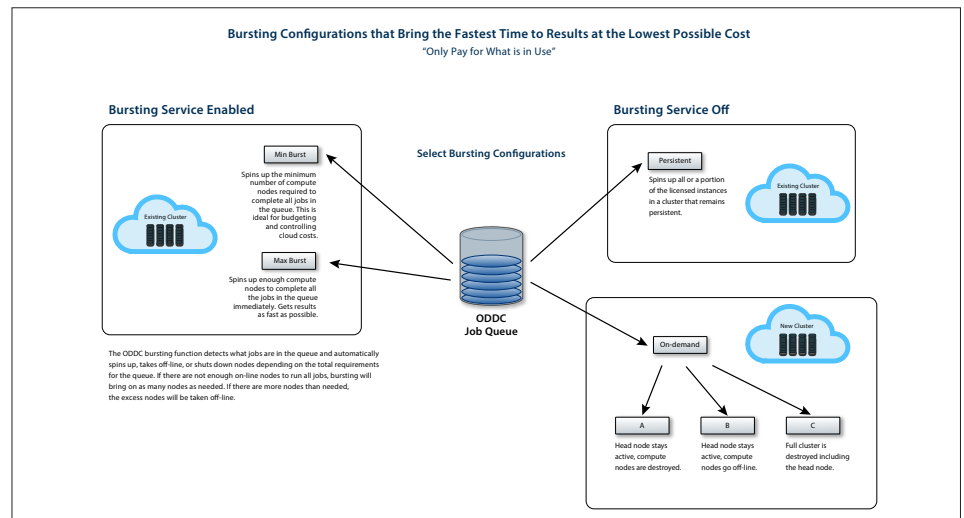 Bursting Configurations that Bring the Fastest Time to Results at the Lowest Possible Cost
“Only Pay for What is in Use”
Bursting Service Enabled
Min Burst
Spins up the minimum
number of compute
nodes required to
complete all jobs in
the queue. This is
ideal for budgeting
and controlling
cloud costs.
Existing Cluster
Max Burst
Spins up enough compute
nodes to complete all
the jobs in the queue
immediately. Gets results
as fast as possible.
The ODDC bursting function detects what jobs are in the queue and automatically
spins up, takes off-line, or shuts down nodes depending on the total requirements
for the queue. If there are not enough on-line nodes to run all jobs, bursting will
bring on as many nodes as needed. If there are more nodes than needed,
the excess nodes will be taken off-line.
Select Bursting Configurations
ODDC
Job Queue
Bursting Service Off
Persistent
Spins up all or a portion
of the licensed instances
in a cluster that remains
persistent.
Existing Cluster
New Cluster
On-demand
A
Head node stays
active, compute
nodes are destroyed.
B
Head node stays
active, compute
nodes go off-line.
C
Full cluster is
destroyed including
the head node.